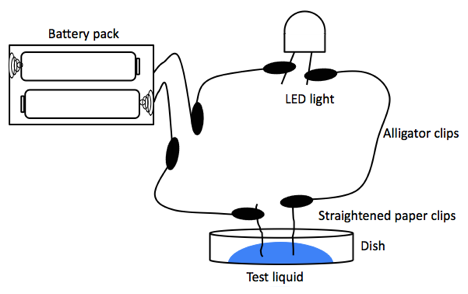 Battery pack
LED light
Alligator clips
Straightened paper clips
Dish
Test liquid